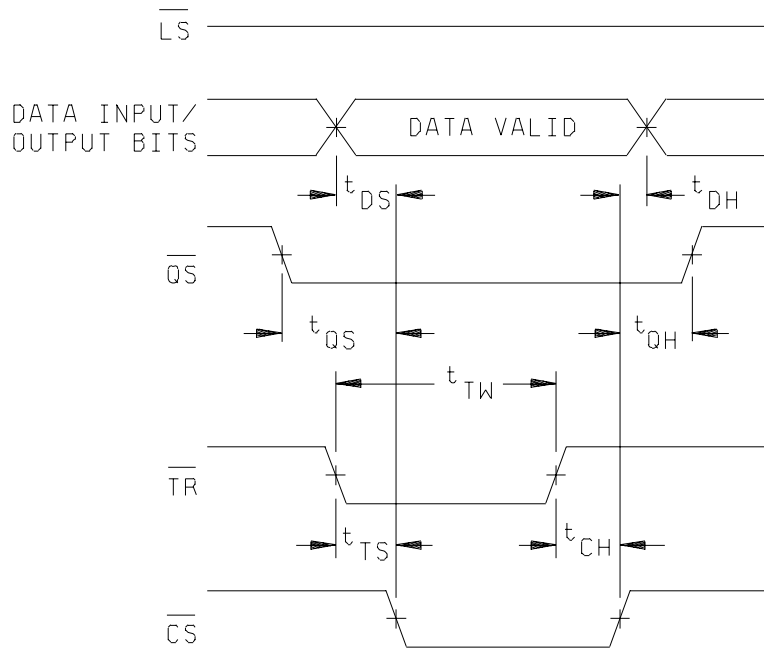 LS
DATA INPUT/
OUTPUT BITS
DATA VALID
tDS
tDH
QS
tQS
tQH
tTW
TR
tTS
tCH
CS